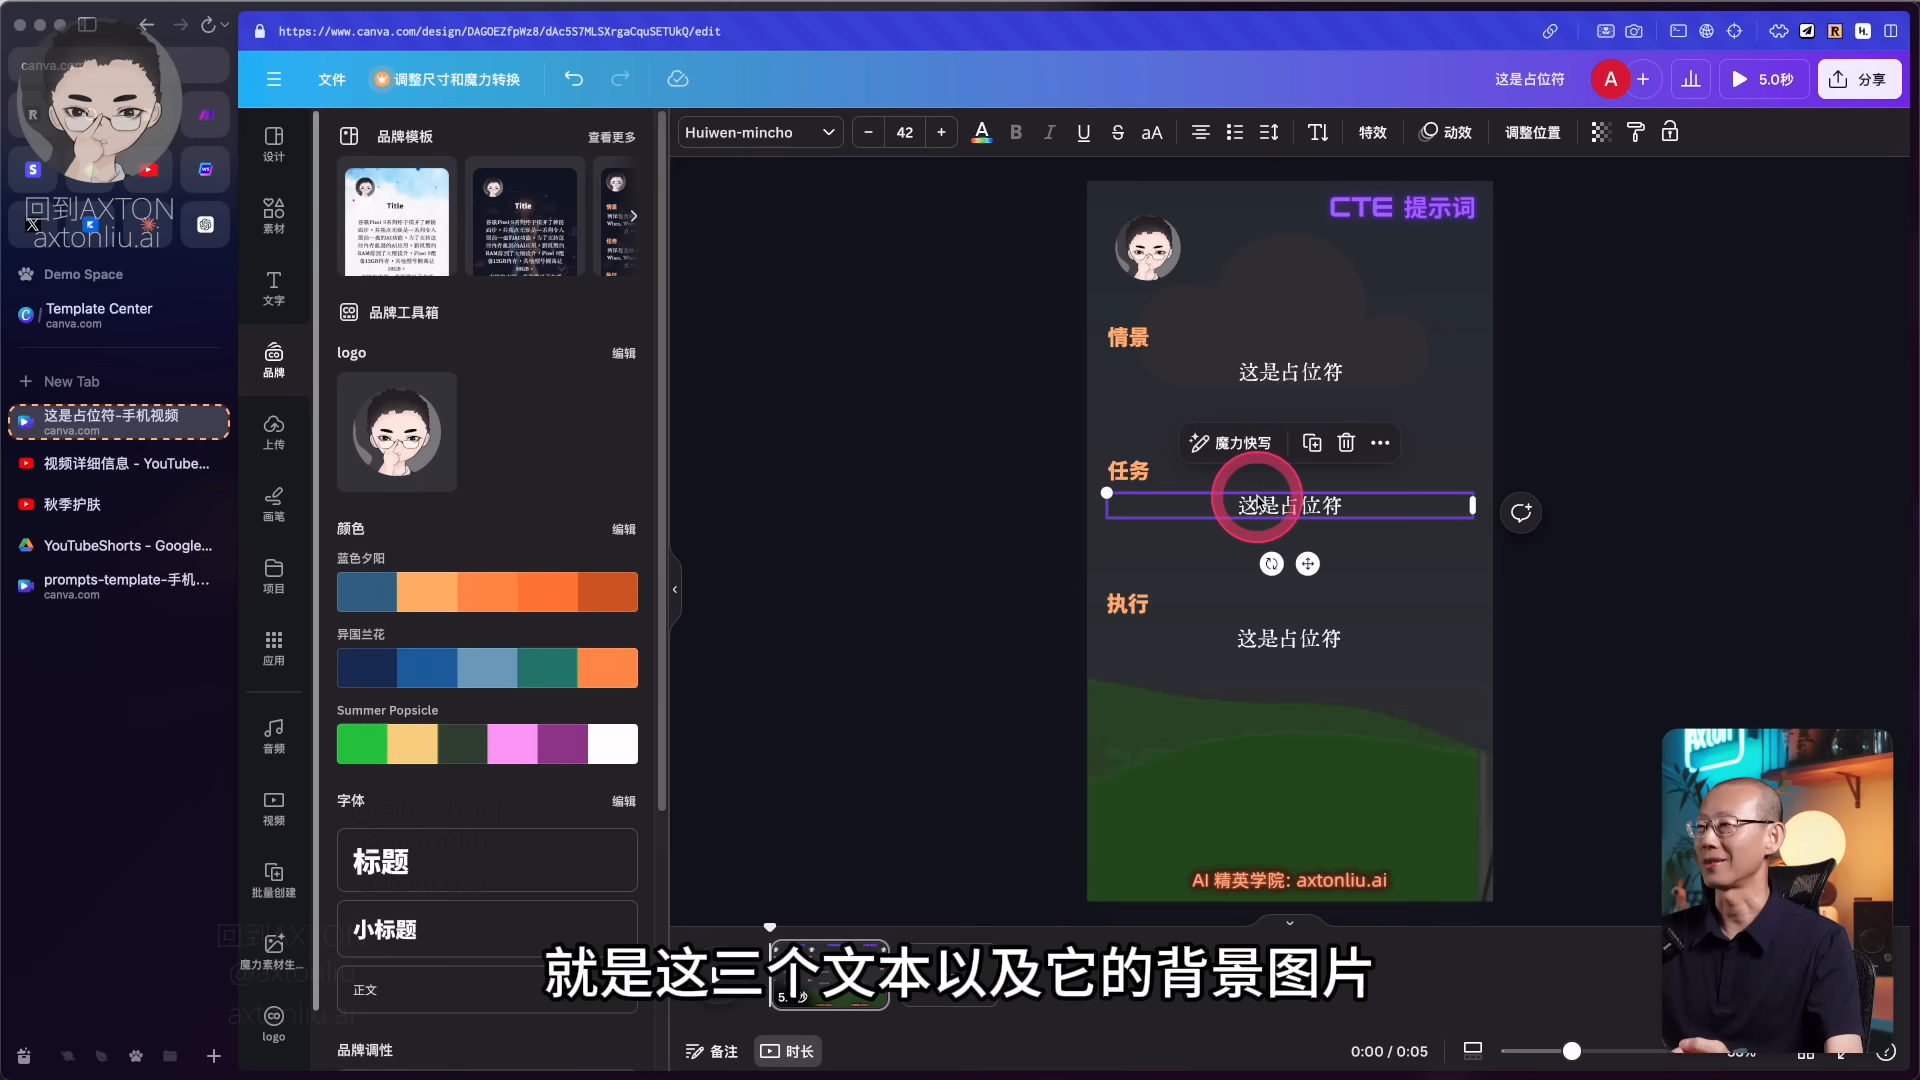 https://www.canva.com/design/DAGOEZfpWz8/dAc5S7MLSXrgaCquSETUkQ/edit
canva.com
文件
调整尺寸和魔力转换
这是占位符
A
5.0秒
分享
回到AXTON
axtonliu.ai
Demo Space
Template Center
canva.com
New Tab
这是占位符-手机视频
canva.com
视频详细信息 - YouTube...
秋季护肤
YouTubeShorts - Google...
prompts-template-手机...
canva.com
设计
素材
文字
品牌
上传
画笔
项目
应用
音频
视频
批量创建
魔力素材生...
logo
品牌模板
查看更多
Title
Title
品牌工具箱
logo
编辑
颜色
编辑
蓝色夕阳
异国兰花
Summer Popsicle
字体
编辑
标题
小标题
正文
品牌调性
Huiwen-mincho
42
特效
动效
调整位置
CTE 提示词
情景
这是占位符
魔力快写
任务
这是占位符
执行
这是占位符
AI 精英学院: axtonliu.ai
就是这三个文本以及它的背景图片
备注
时长
0:00 / 0:05